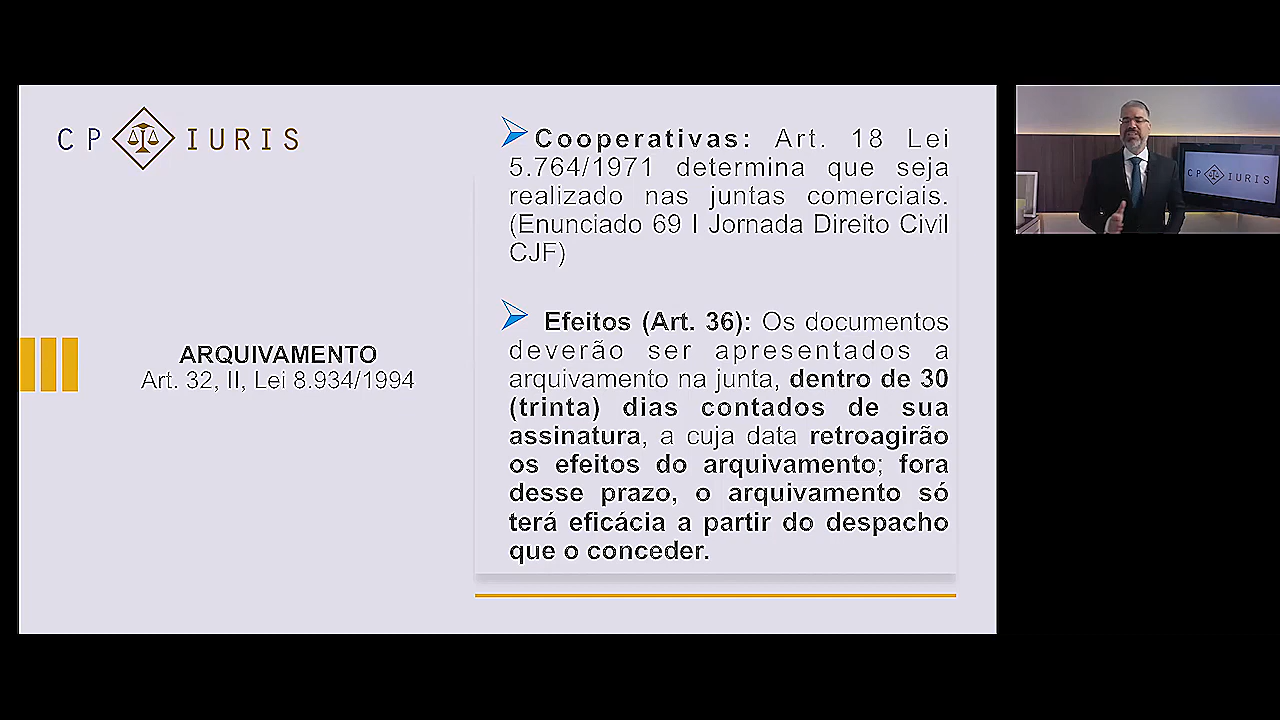 CP IURIS
ARQUIVAMENTO
Art. 32, II, Lei 8.934/1994
Cooperativas: Art. 18 Lei
5.764/1971 determina que seja
realizado nas juntas comerciais.
(Enunciado 69 I Jornada Direito Civil
CJF)
Efeitos (Art. 36): Os documentos
deverão ser apresentados a
arquivamento na junta, dentro de 30
(trinta) dias contados de sua
assinatura, a cuja data retroagirão
os efeitos do arquivamento; fora
desse prazo, o arquivamento só
terá eficácia a partir do despacho
que o conceder.
CP IURIS